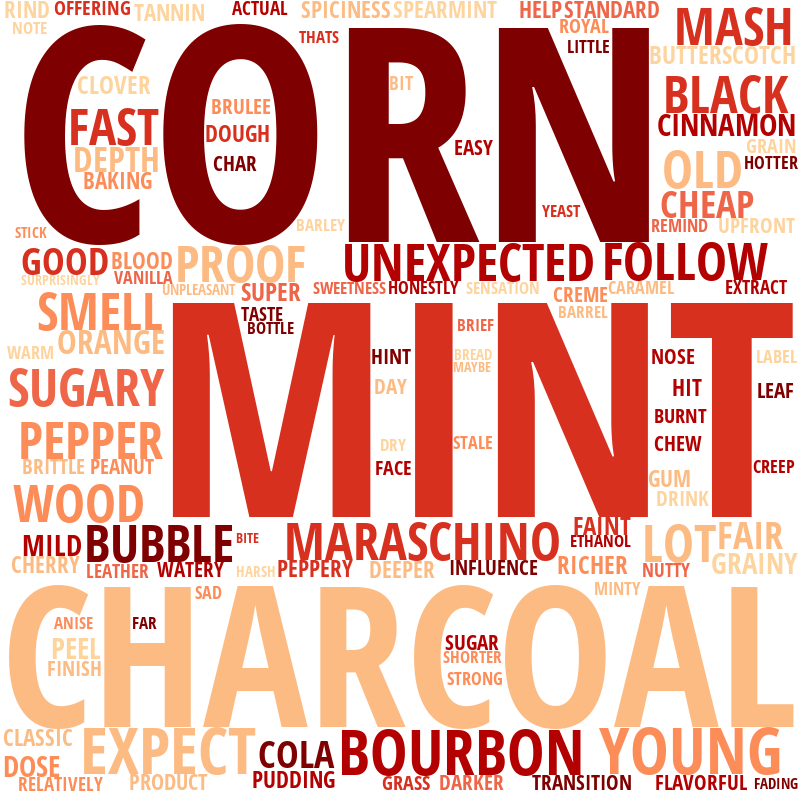 RIND OFFERING TANNIN ACTUAL SPICINESS SPEARMINT HELP STANDARD
NOTE THATS ROYAL LITTLE MASH
CORN
CLOVER BIT BUTTERSCOTCH
FAST BRULEE DOUGH CHAR EASY BLACK CINNAMON
DEPTH BAKING GRAIN OLD HOTTER
STICK BARLEY YEAST CHEAP REMIND UPFRONT
GOOD BLOOD PROOF UNEXPECTED FOLLOW
SURPRISINGLY VANILLA UNPLEASANT SUPER SWEETNESS HONESTLY SENSATION CREME CARAMEL EXTRACT
SMELL TASTE BOTTLE BRIEF BARREL
MINT
WARM ORANGE HINT BREAD MAYBE NOSE LABEL
SUGARY DAY HIT LEAF
PEPPER DRY STALE BURNT CHEW
BRITTLE PEANUT FACE GUM CREEP
WOOD DRINK
MILD BUBBLE BITE MARASCHINO FAINT ETHANOL LOT FAIR
CHERRY LEATHER WATERY HARSH PEPPERY DEEPER INFLUENCE RICHER NUTTY GRAINY
SAD MINTY
CHARCOAL
ANISE FAR SUGAR
PEEL FINISH SHORTER STRONG
CLASSIC EXPECT COLA BOURBON YOUNG
DOSE RELATIVELY PRODUCT PUDDING GRASS DARKER TRANSITION FLAVORFUL FADING